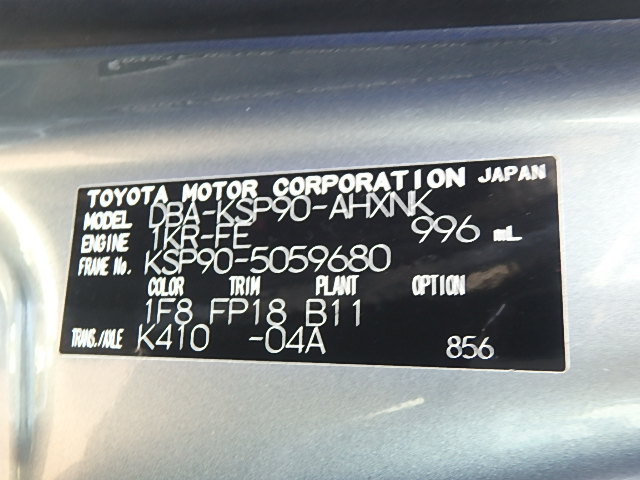 TOYOTA MOTOR CORPORATION JAPAN
MODEL DBA-KSP90-AHXNK
ENGINE 1KR-FE 996 mL
FRAME No. KSP90-5059680
COLOR TRIM PLANT OPTION
1F8 FP18 B11
TRANS./AXLE K410 -04A 856